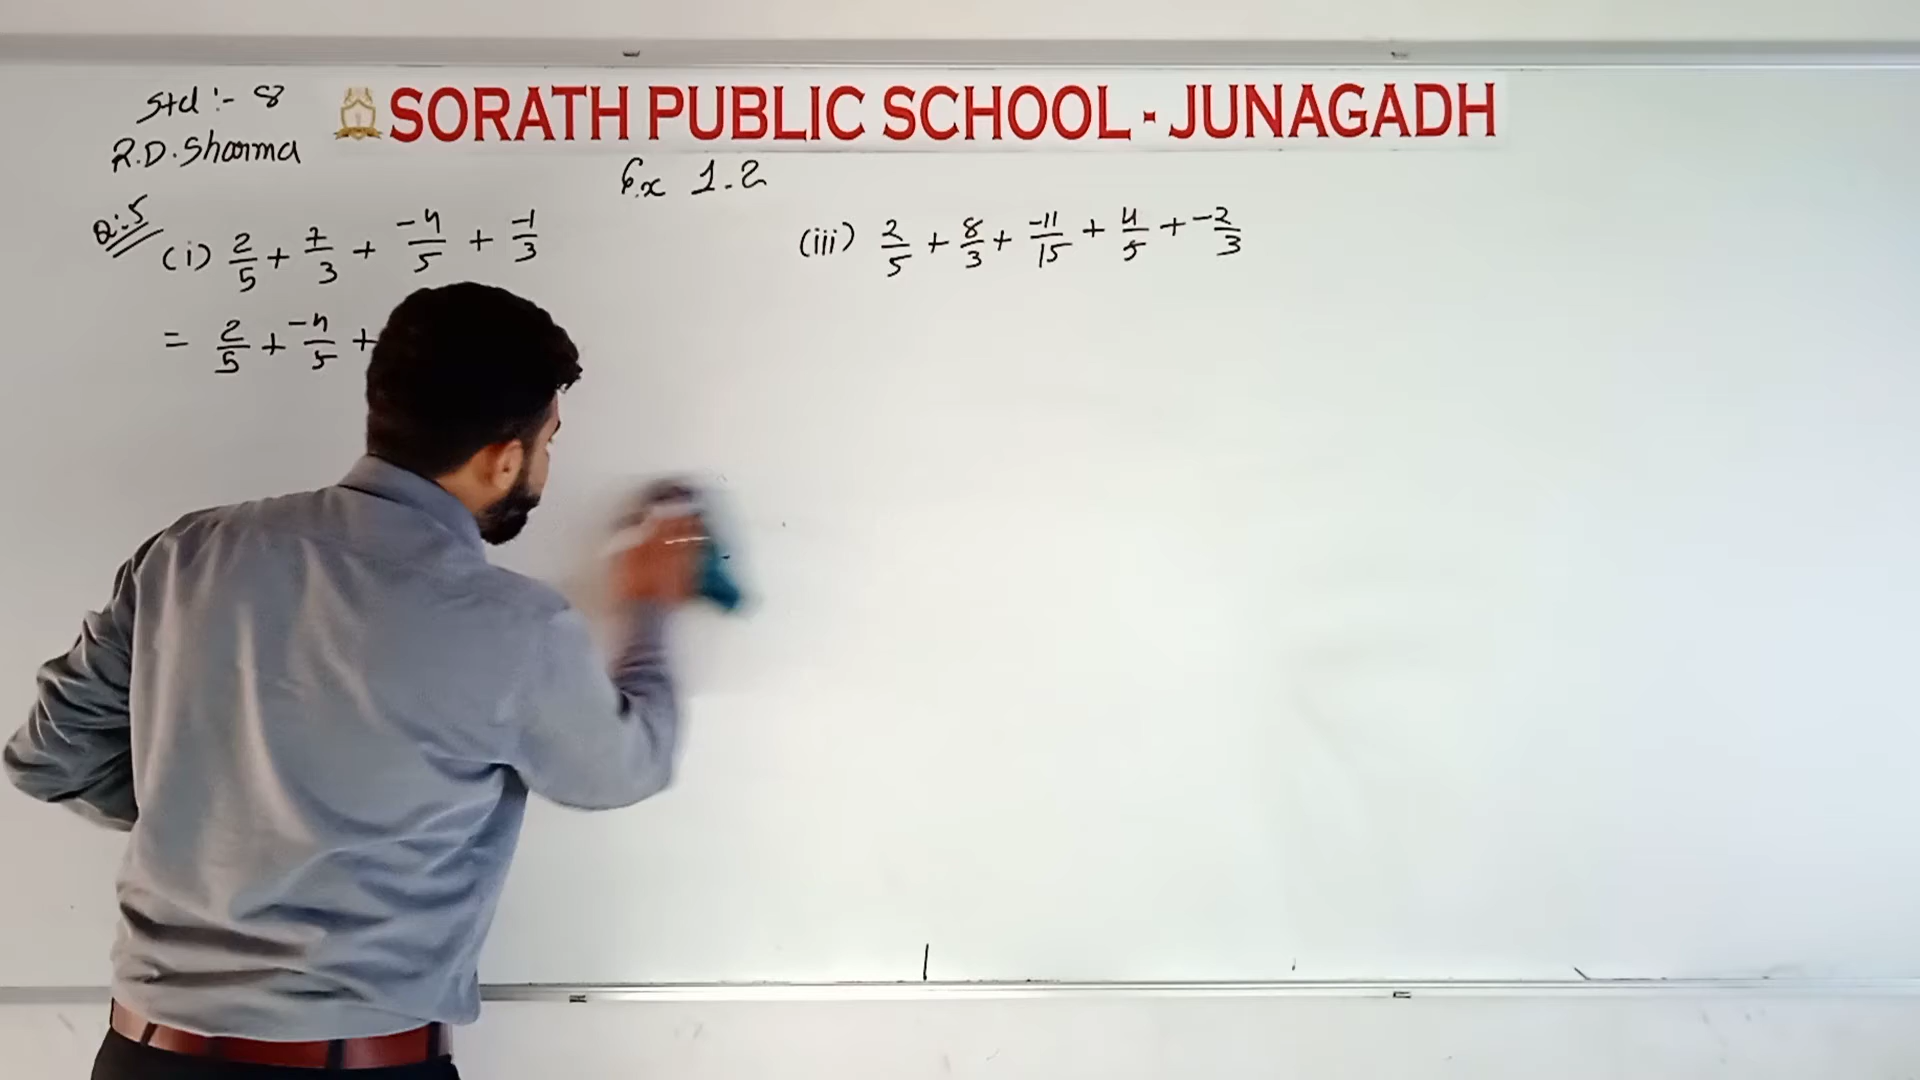 Std :- 8
SORATH PUBLIC SCHOOL - JUNAGADH
R.D.Sharma
Ex 1.2
Q:5
(i) 2/5 + 7/3 + -4/5 + -1/3
= 2/5 + -4/5 +
(iii) 2/5 + 8/3 + -11/15 + 4/5 + -2/3